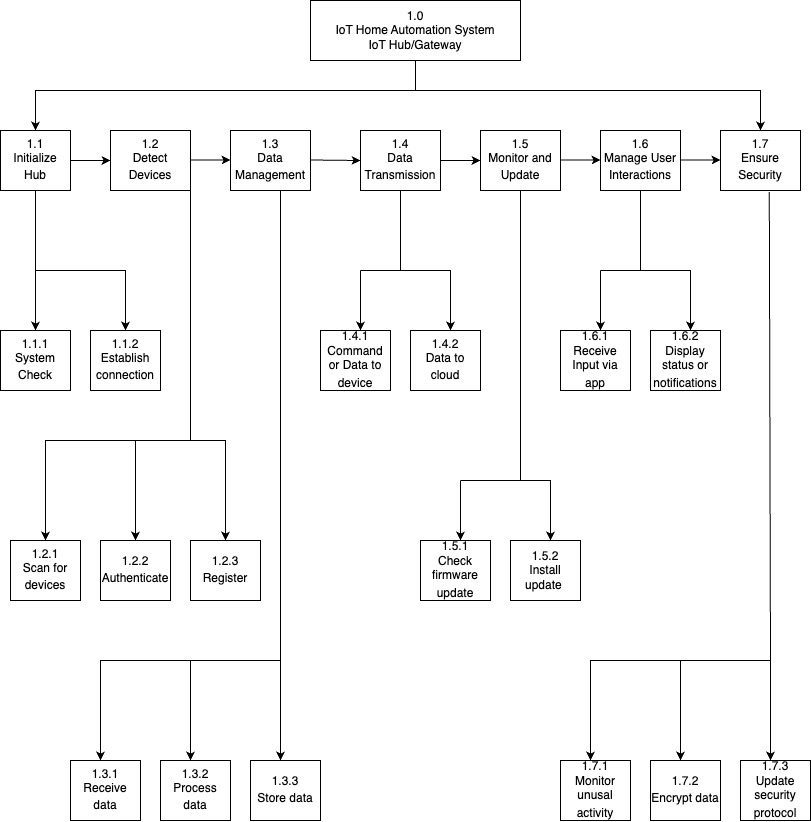 1.0
IoT Home Automation System
IoT Hub/Gateway
1.1
Initialize
Hub
1.2
Detect
Devices
1.3
Data
Management
1.4
Data
Transmission
1.5
Monitor and
Update
1.6
Manage User
Interactions
1.7
Ensure
Security
1.1.1
System
Check
1.1.2
Establish
connection
1.4.1
Command
or Data to
device
1.4.2
Data to
cloud
1.6.1
Receive
Input via
app
1.6.2
Display
status or
notifications
1.2.1
Scan for
devices
1.2.2
Authenticate
1.2.3
Register
1.5.1
Check
firmware
update
1.5.2
Install
update
1.3.1
Receive
data
1.3.2
Process
data
1.3.3
Store data
1.7.1
Monitor
unusal
activity
1.7.2
Encrypt data
1.7.3
Update
security
protocol